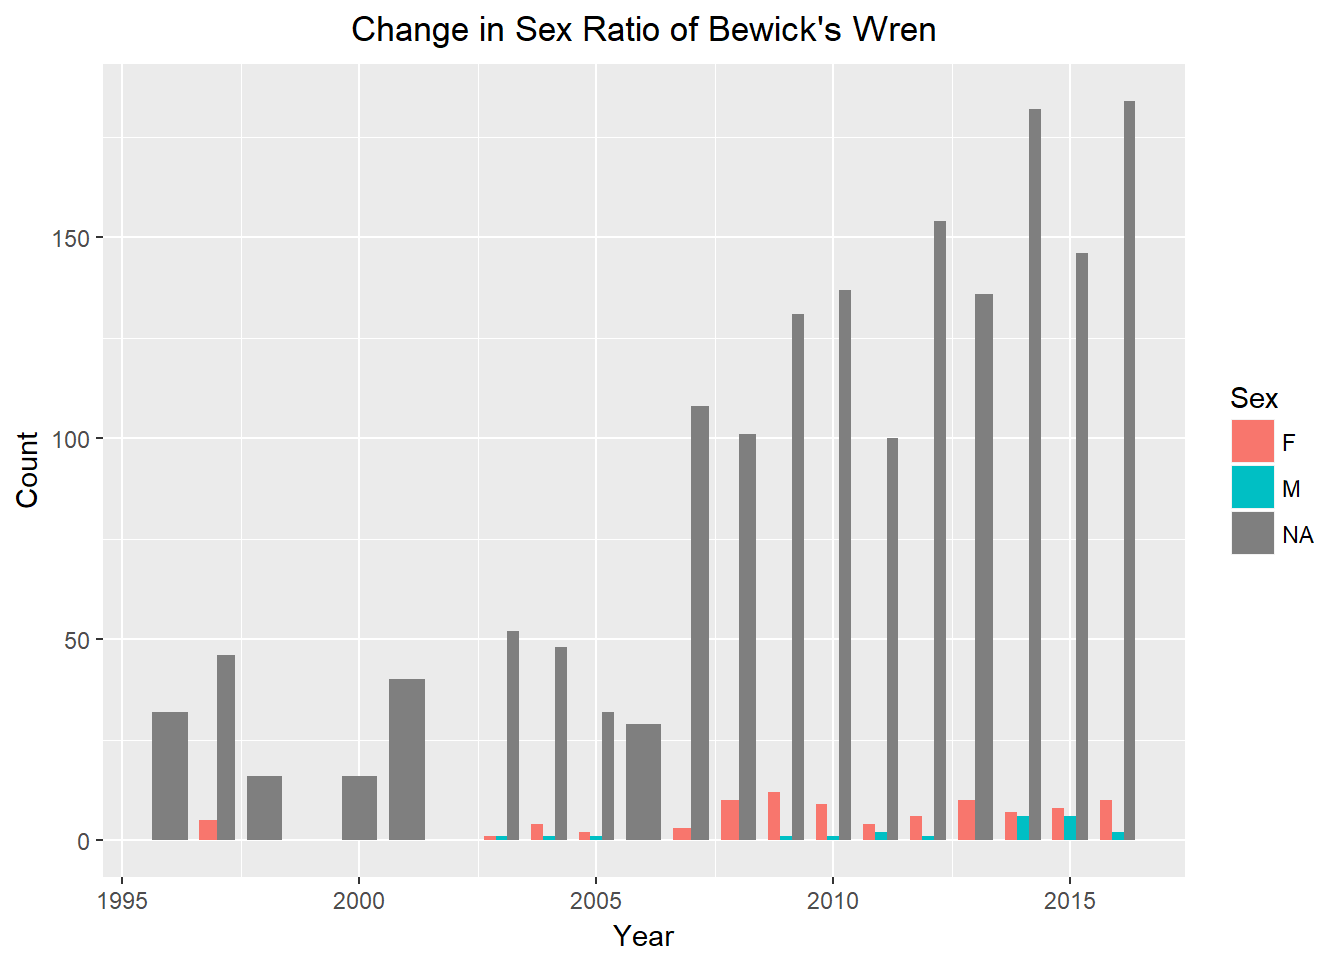 Change in Sex Ratio of Bewick's Wren
Count
150
100
50
0
1995 2000 2005 2010 2015
Year
Sex
F
M
NA